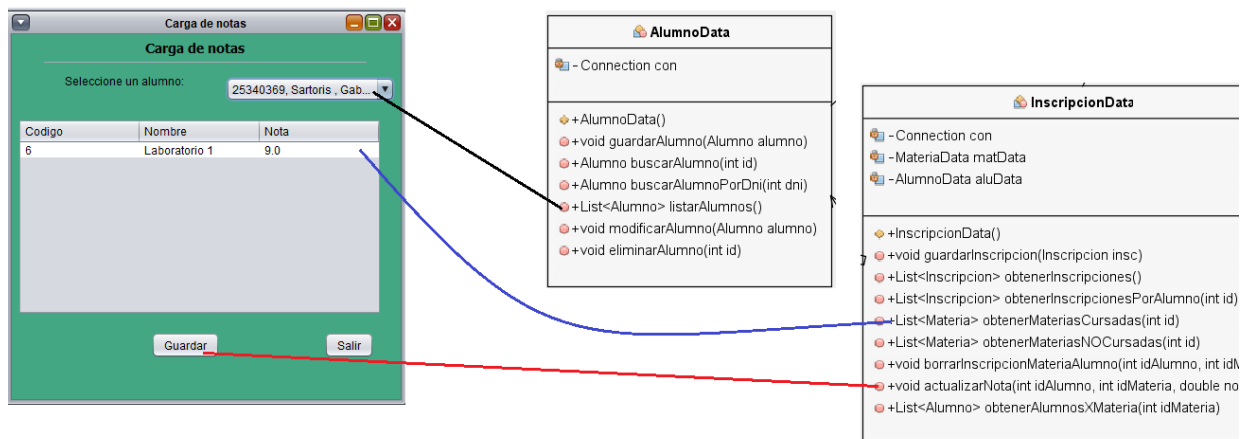 Carga de notas
Carga de notas
Seleccione un alumno:
25340369, Sartoris , Gab...
Codigo Nombre Nota
6 Laboratorio 1 9.0
Guardar Salir
AlumnoData
- Connection con
+AlumnoData()
+void guardarAlumno(Alumno alumno)
+Alumno buscarAlumno(int id)
+Alumno buscarAlumnoPorDni(int dni)
+List<Alumno> listarAlumnos()
+void modificarAlumno(Alumno alumno)
+void eliminarAlumno(int id)
InscripcionData
-Connection con
-MateriaData matData
-AlumnoData aluData
+InscripcionData()
+void guardarInscripcion(Inscripcion insc)
+List<Inscripcion> obtenerInscripciones()
+List<Inscripcion> obtenerInscripcionesPorAlumno(int id)
+List<Materia> obtenerMateriasCursadas(int id)
+List<Materia> obtenerMateriasNOCursadas(int id)
+void borrarInscripcionMateriaAlumno(int idAlumno, int idM
+void actualizarNota(int idAlumno, int idMateria, double no
+List<Alumno> obtenerAlumnosXMateria(int idMateria)